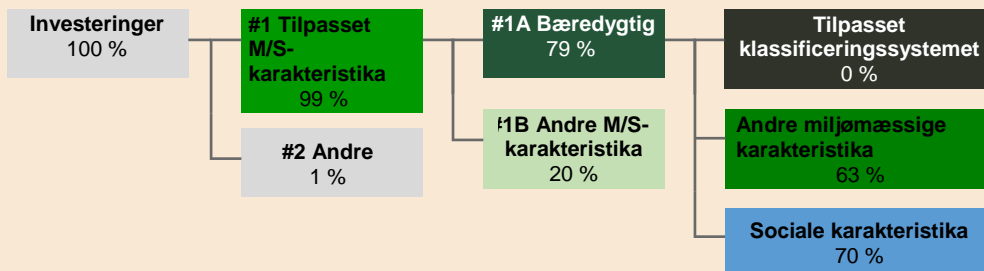 Investeringer
100 %
#1 Tilpasset
M/S-
karakteristika
99 %
#2 Andre
1 %
#1A Bæredygtig
79 %
#1B Andre M/S-
karakteristika
20 %
Tilpasset
klassificeringssystemet
0 %
Andre miljømæssige
karakteristika
63 %
Sociale karakteristika
70 %